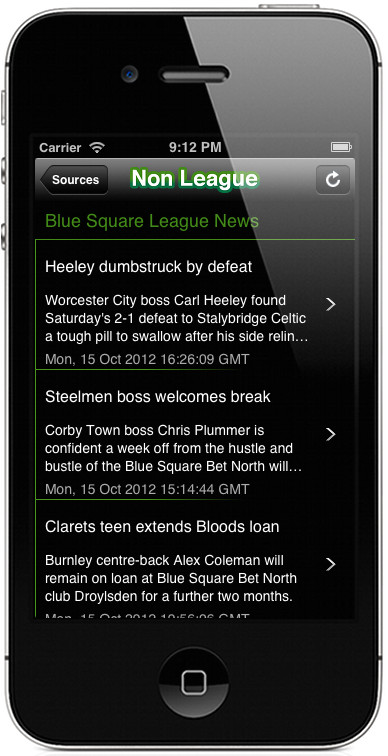 Carrier 9:12 PM
Sources Non League
Blue Square League News
Heeley dumbstruck by defeat
Worcester City boss Carl Heeley found
Saturday's 2-1 defeat to Stalybridge Celtic
a tough pill to swallow after his side relin…
Mon, 15 Oct 2012 16:26:09 GMT
Steelmen boss welcomes break
Corby Town boss Chris Plummer is
confident a week off from the hustle and
bustle of the Blue Square Bet North will…
Mon, 15 Oct 2012 15:14:44 GMT
Clarets teen extends Bloods loan
Burnley centre-back Alex Coleman will
remain on loan at Blue Square Bet North
club Droylsden for a further two months.
Mon, 15 Oct 2012